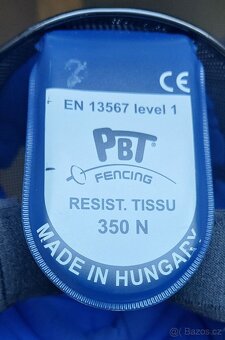 CE
EN 13567 level 1
PBT
FENCING
RESIST. TISSU
350 N
MADE IN HUNGARY
Bazos.cz